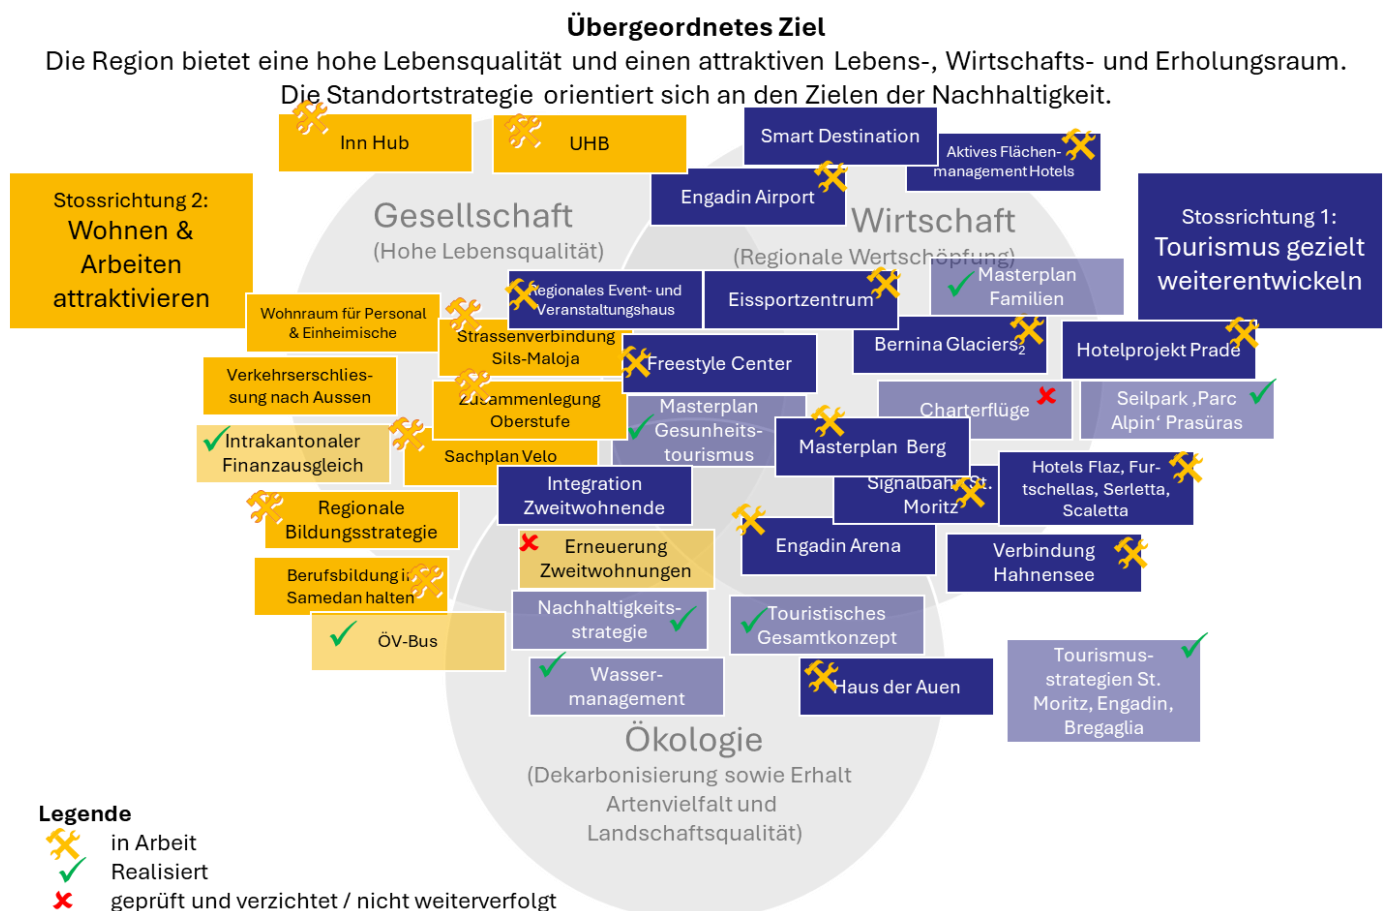 Übergeordnetes Ziel
Die Region bietet eine hohe Lebensqualität und einen attraktiven Lebens-, Wirtschafts- und Erholungsraum.
Die Standortstrategie orientiert sich an den Zielen der Nachhaltigkeit.
Inn Hub
UHB
Smart Destination
Aktives Flächen-
management Hotels
Engadin Airport
Stossrichtung 2:
Wohnen &
Arbeiten
attraktivieren
Gesellschaft
(Hohe Lebensqualität)
Wirtschaft
(Regionale Wertschöpfung)
Stossrichtung 1:
Tourismus gezielt
weiterentwickeln
Masterplan
Familien
Regionales Event- und
Veranstaltungshaus
Eissportzentrum
Wohnraum für Personal
& Einheimische
Strassenverbindung
Sils-Maloja
Bernina Glaciers2
Hotelprojekt Prade
Freestyle Center
Verkehrserschlies-
sung nach Aussen
Zusammenlegung
Oberstufe
Masterplan
Gesunheits-
tourismus
Charterflüge
Seilpark ‚Parc
Alpin‘ Prasüras
Intrakantonaler
Finanzausgleich
Sachplan Velo
Masterplan Berg
Integration
Zweitwohnende
Signalbahn St.
Moritz
Hotels Flaz, Fur-
tschellas, Serletta,
Scaletta
Regionale
Bildungsstrategie
Erneuerung
Zweitwohnungen
Engadin Arena
Verbindung
Hahnensee
Berufsbildung in
Samedan halten
Nachhaltigkeits-
strategie
Touristisches
Gesamtkonzept
ÖV-Bus
Wasser-
management
Haus der Auen
Tourismus-
strategien St.
Moritz, Engadin,
Bregaglia
Ökologie
(Dekarbonisierung sowie Erhalt
Artenvielfalt und
Landschaftsqualität)
Legende
in Arbeit
Realisiert
geprüft und verzichtet / nicht weiterverfolgt